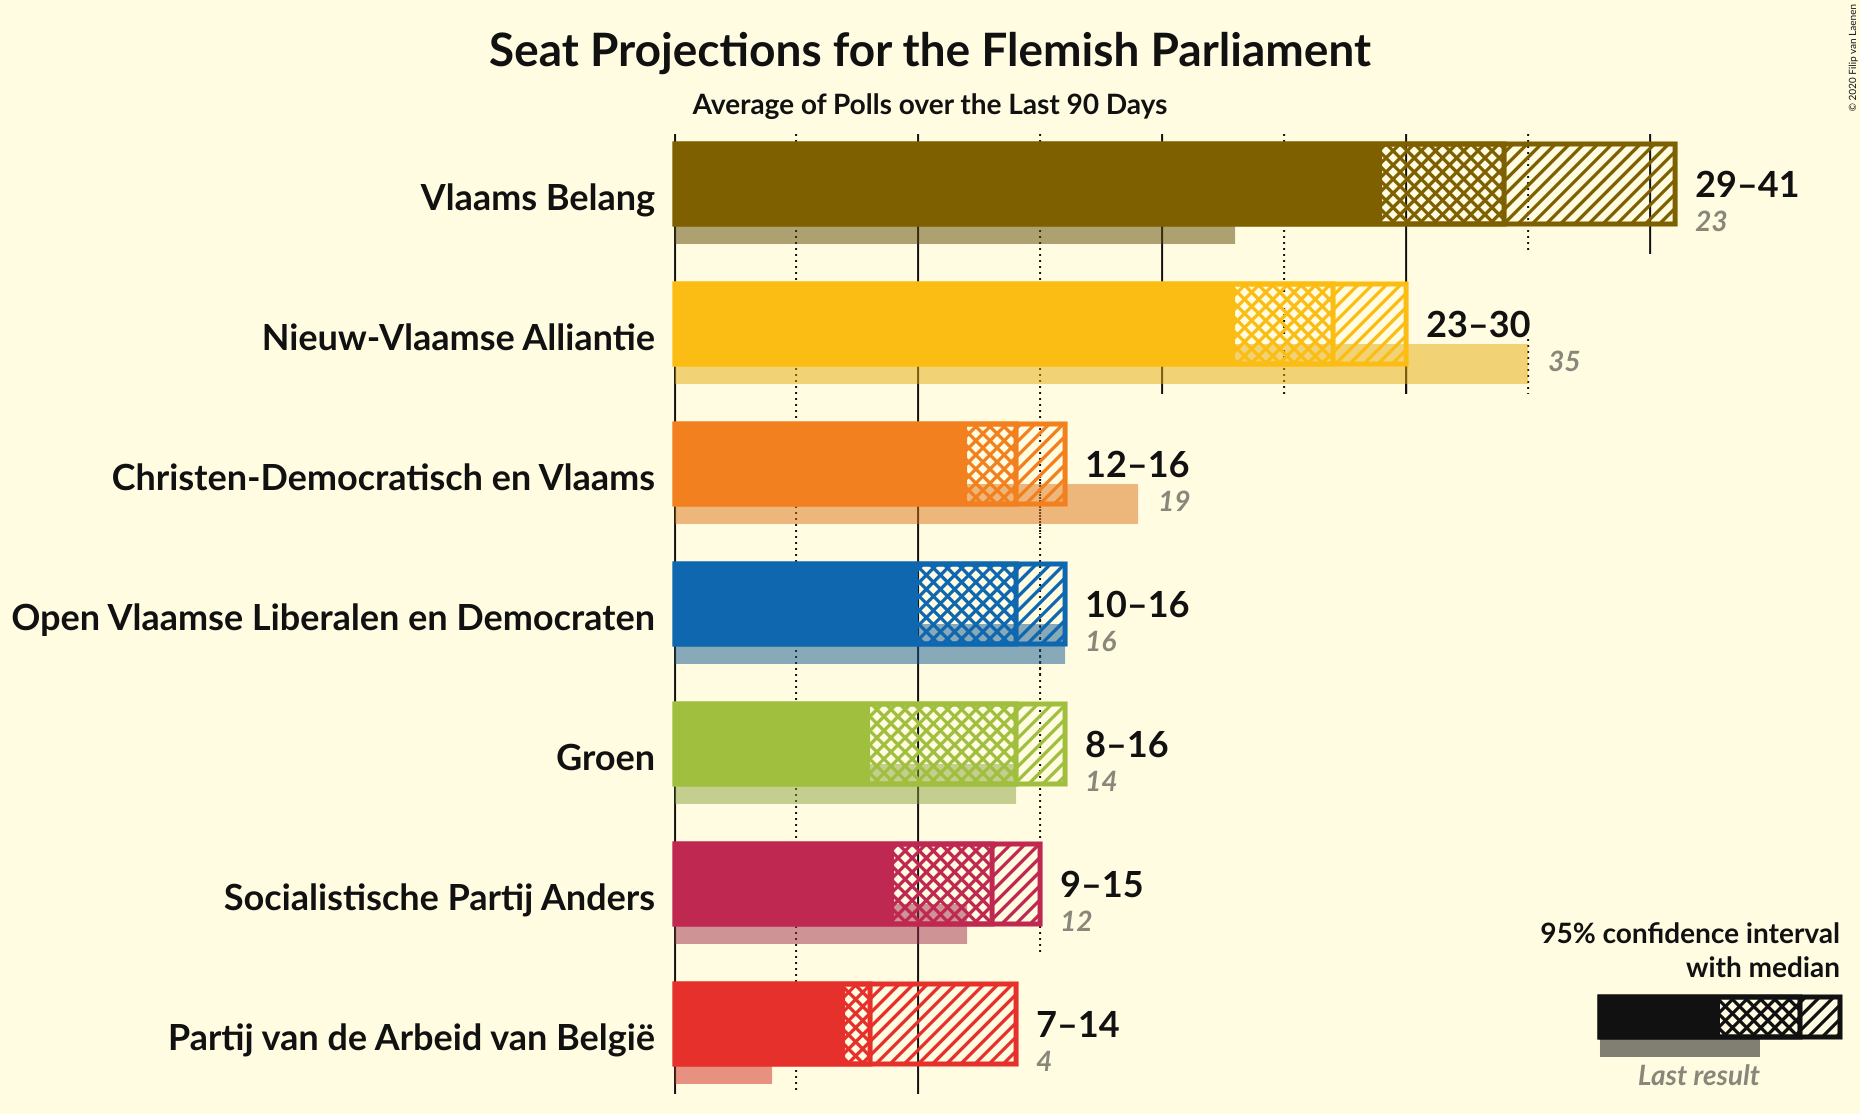 Seat Projections for the Flemish Parliament
Average of Polls over the Last 90 Days
© 2020 Filip van Laenen
Vlaams Belang
29–41
23
Nieuw-Vlaamse Alliantie
23–30
35
Christen-Democratisch en Vlaams
12–16
19
Open Vlaamse Liberalen en Democraten
10–16
16
Groen
8–16
14
Socialistische Partij Anders
9–15
12
Partij van de Arbeid van België
7–14
4
95% confidence interval
with median
Last result